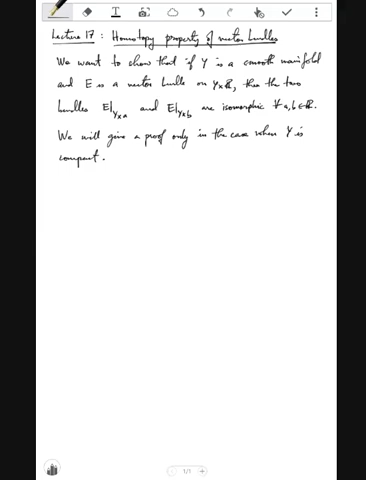 Lecture 17: Homotopy property of vector bundles
We want to show that if Y is a smooth manifold
and E is a vector bundle on Y×ℝ, then the two
bundles E|_{Y×a} and E|_{Y×b} are isomorphic ∀ a,b ∈ ℝ.
We will give a proof only in the case when Y is
compact.
1/1